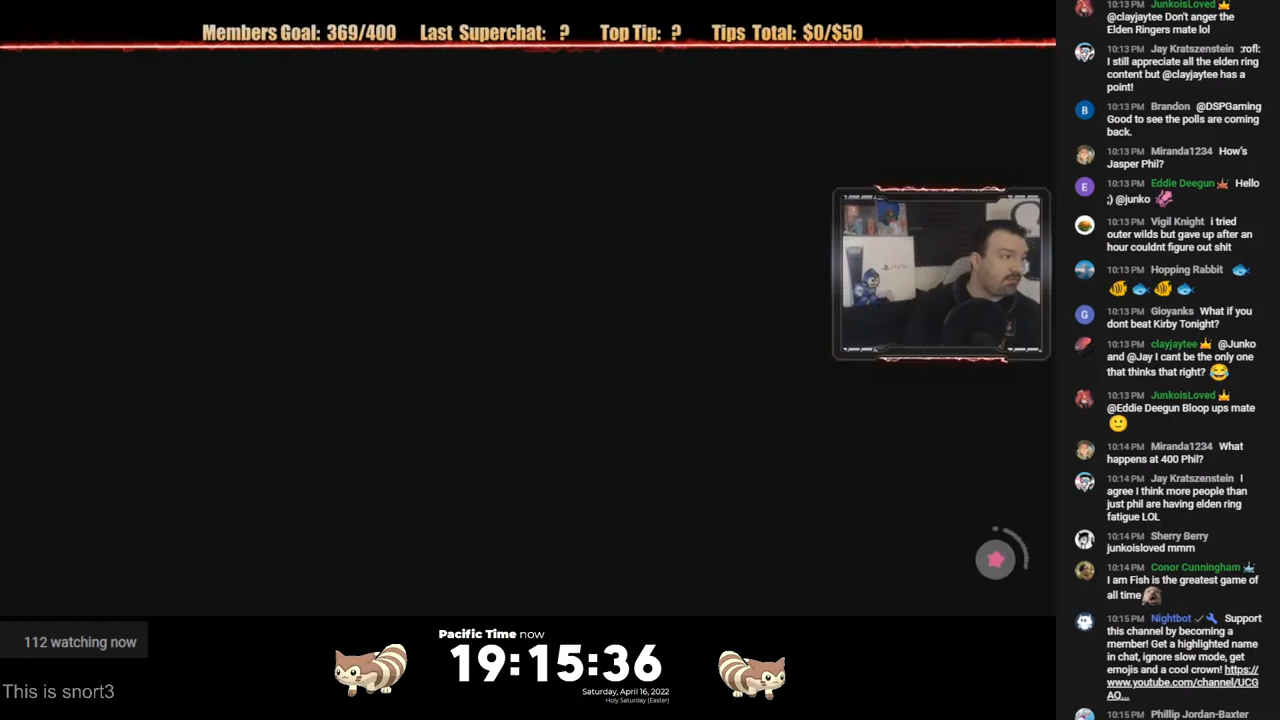 Members Goal: 369/400 Last Superchat: ? Top Tip: ? Tips Total: $0/$50
10:13 PM JunkoisLoved
@clayjaytee Don't anger the
Elden Ringers mate lol
10:13 PM Jay Kratszenstein :rofl:
I still appreciate all the elden ring
content but @clayjaytee has a
point!
B
10:13 PM Brandon @DSPGaming
Good to see the polls are coming
back.
10:13 PM Miranda1234 How's
Jasper Phil?
E
10:13 PM Eddie Deegun Hello
;) @junko
10:13 PM Vigil Knight i tried
outer wilds but gave up after an
hour couldnt figure out shit
10:13 PM Hopping Rabbit
G
10:13 PM Gioyanks What if you
dont beat Kirby Tonight?
10:13 PM clayjaytee @Junko
and @Jay I cant be the only one
that thinks that right?
10:13 PM JunkoisLoved
@Eddie Deegun Bloop ups mate
10:14 PM Miranda1234 What
happens at 400 Phil?
10:14 PM Jay Kratszenstein I
agree I think more people than
just phil are having elden ring
fatigue LOL
10:14 PM Sherry Berry
junkoisloved mmm
10:14 PM Conor Cunningham
I am Fish is the greatest game of
all time
10:15 PM Nightbot Support
this channel by becoming a
member! Get a highlighted name
in chat, ignore slow mode, get
emojis and a cool crown! https://
www.youtube.com/channel/UCG
AO...
10:15 PM Phillip Jordan-Baxter
112 watching now
This is snort3
Pacific Time now
19:15:36
Saturday, April 16, 2022
Holy Saturday (Easter)